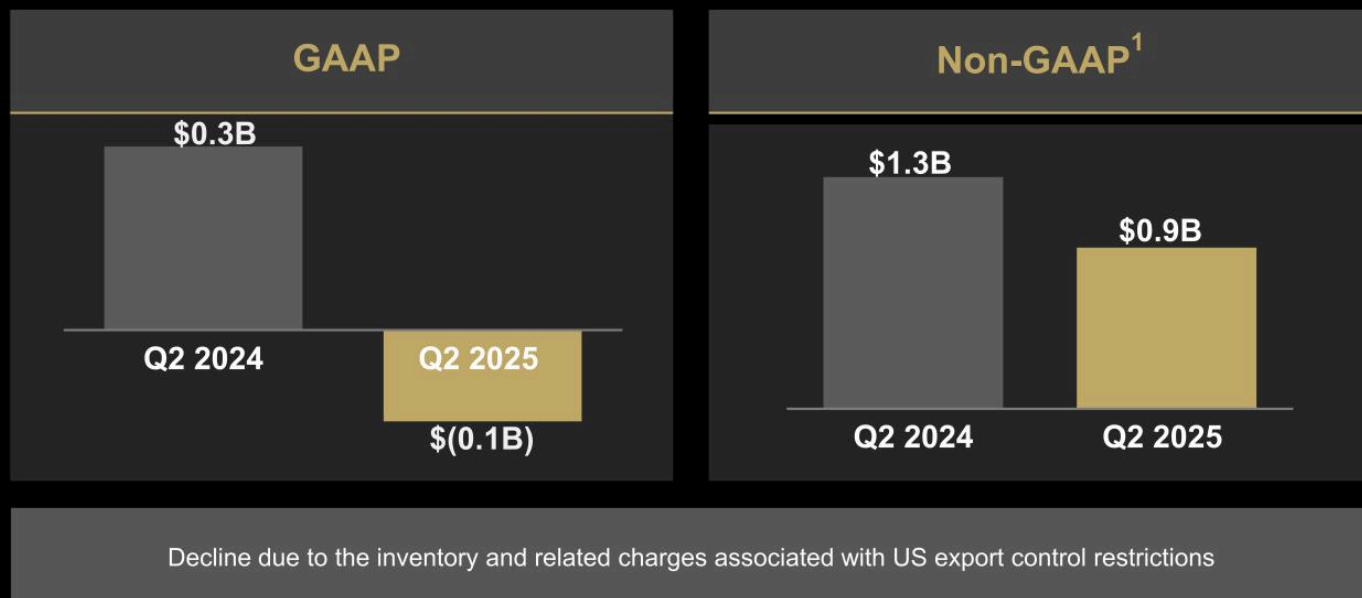 GAAP
$0.3B
Q2 2024
Q2 2025
$(0.1B)
Non-GAAP1
$1.3B
$0.9B
Q2 2024
Q2 2025
Decline due to the inventory and related charges associated with US export control restrictions